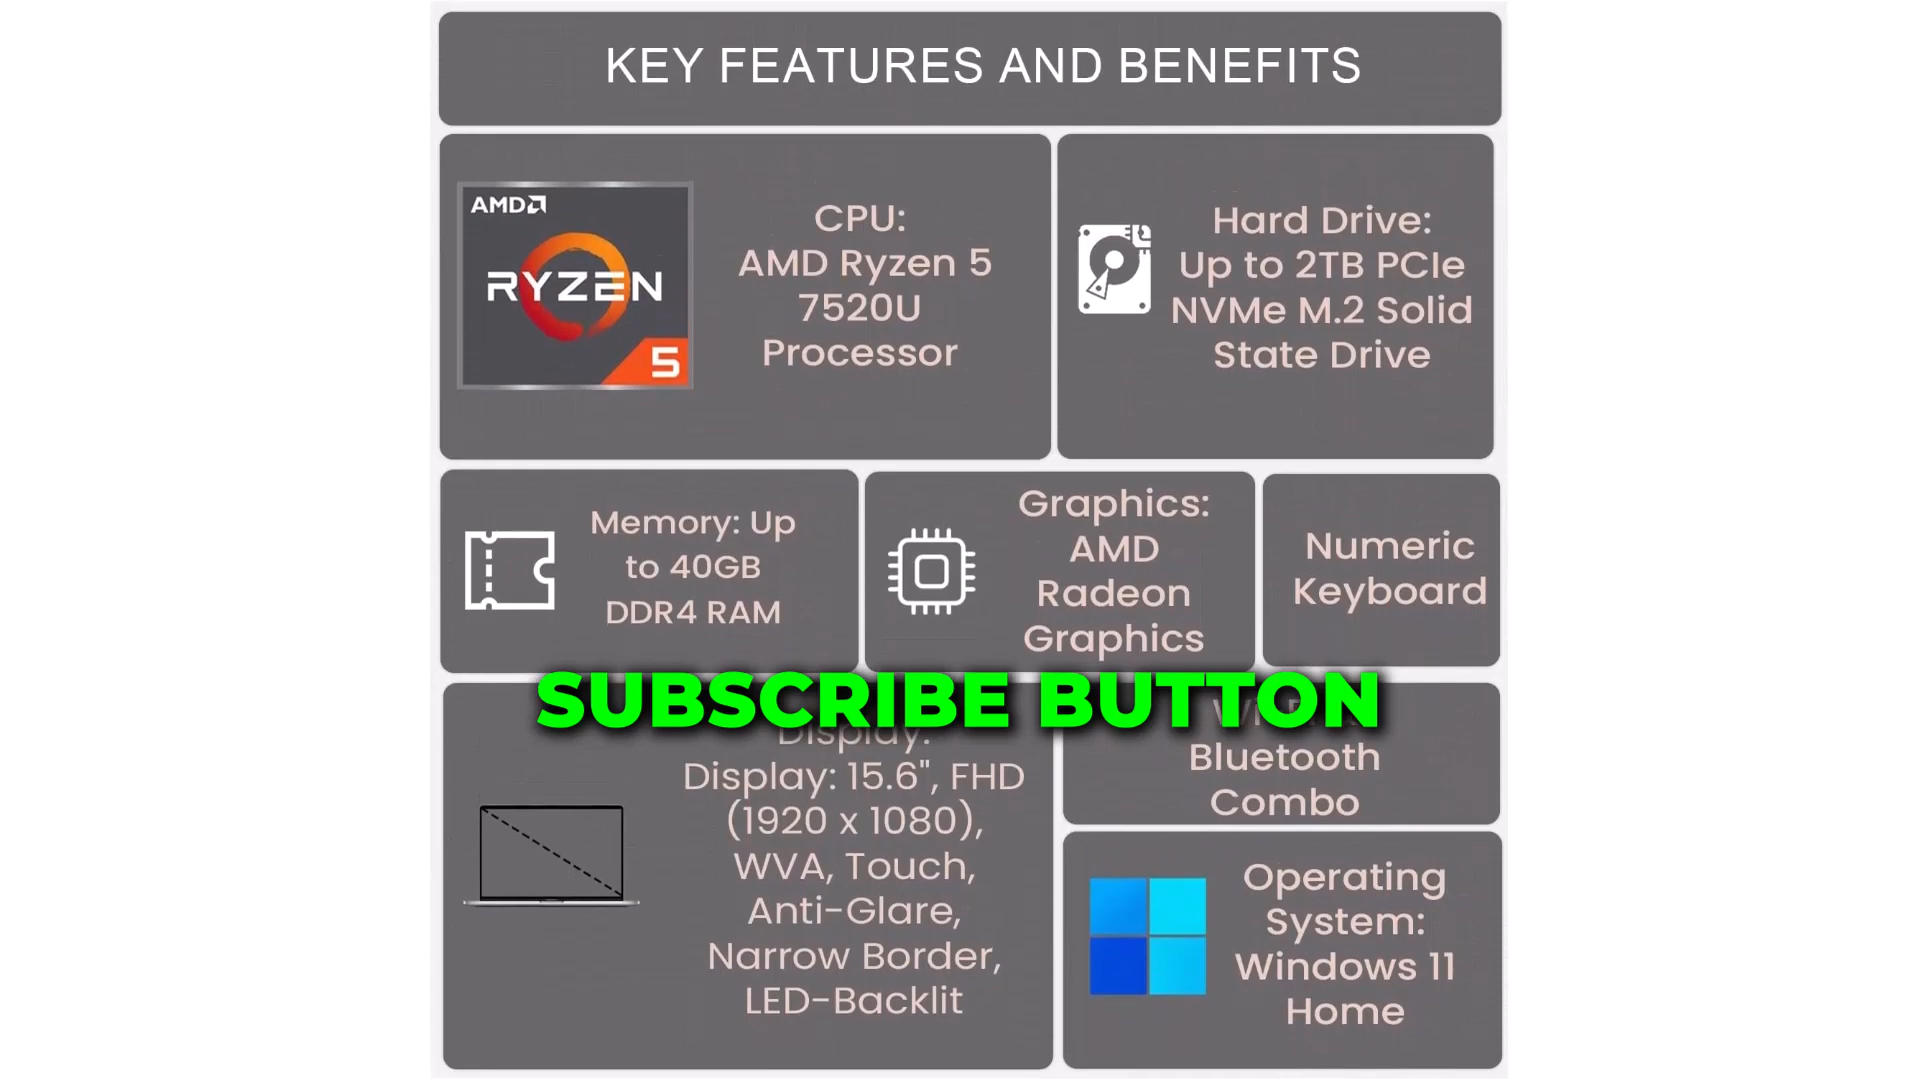 KEY FEATURES AND BENEFITS
AMD
RYZEN
5
CPU:
AMD Ryzen 5
7520U
Processor
Hard Drive:
Up to 2TB PCIe
NVMe M.2 Solid
State Drive
Memory: Up
to 40GB
DDR4 RAM
Graphics:
AMD
Radeon
Graphics
Numeric
Keyboard
SUBSCRIBE BUTTON
Display:
Display: 15.6", FHD
(1920 x 1080),
WVA, Touch,
Anti-Glare,
Narrow Border,
LED-Backlit
Bluetooth
Combo
Operating
System:
Windows 11
Home